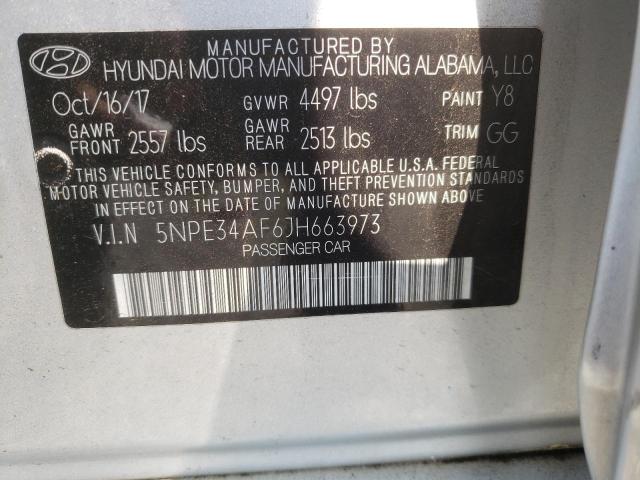 MANUFACTURED BY
HYUNDAI MOTOR MANUFACTURING ALABAMA, LLC
Oct/16/17 GVWR 4497 lbs PAINT Y8
GAWR FRONT 2557 lbs GAWR REAR 2513 lbs TRIM GG
THIS VEHICLE CONFORMS TO ALL APPLICABLE U.S.A. FEDERAL
MOTOR VEHICLE SAFETY, BUMPER, AND THEFT PREVENTION STANDARDS
IN EFFECT ON THE DATE OF MANUFACTURE SHOWN ABOVE
V.I.N 5NPE34AF6JH663973
PASSENGER CAR